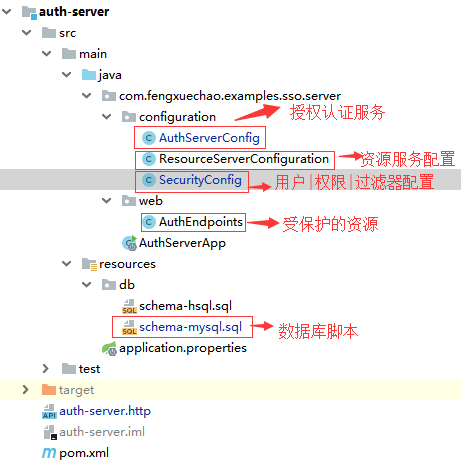 auth-server
src
main
java
com.fengxuechao.examples.sso.server
configuration 授权认证服务
AuthServerConfig
ResourceServerConfiguration 资源服务配置
SecurityConfig 用户|权限|过滤器配置
web
AuthEndpoints 受保护的资源
AuthServerApp
resources
db
schema-hsql.sql
schema-mysql.sql 数据库脚本
application.properties
test
target
auth-server.http
auth-server.iml
pom.xml